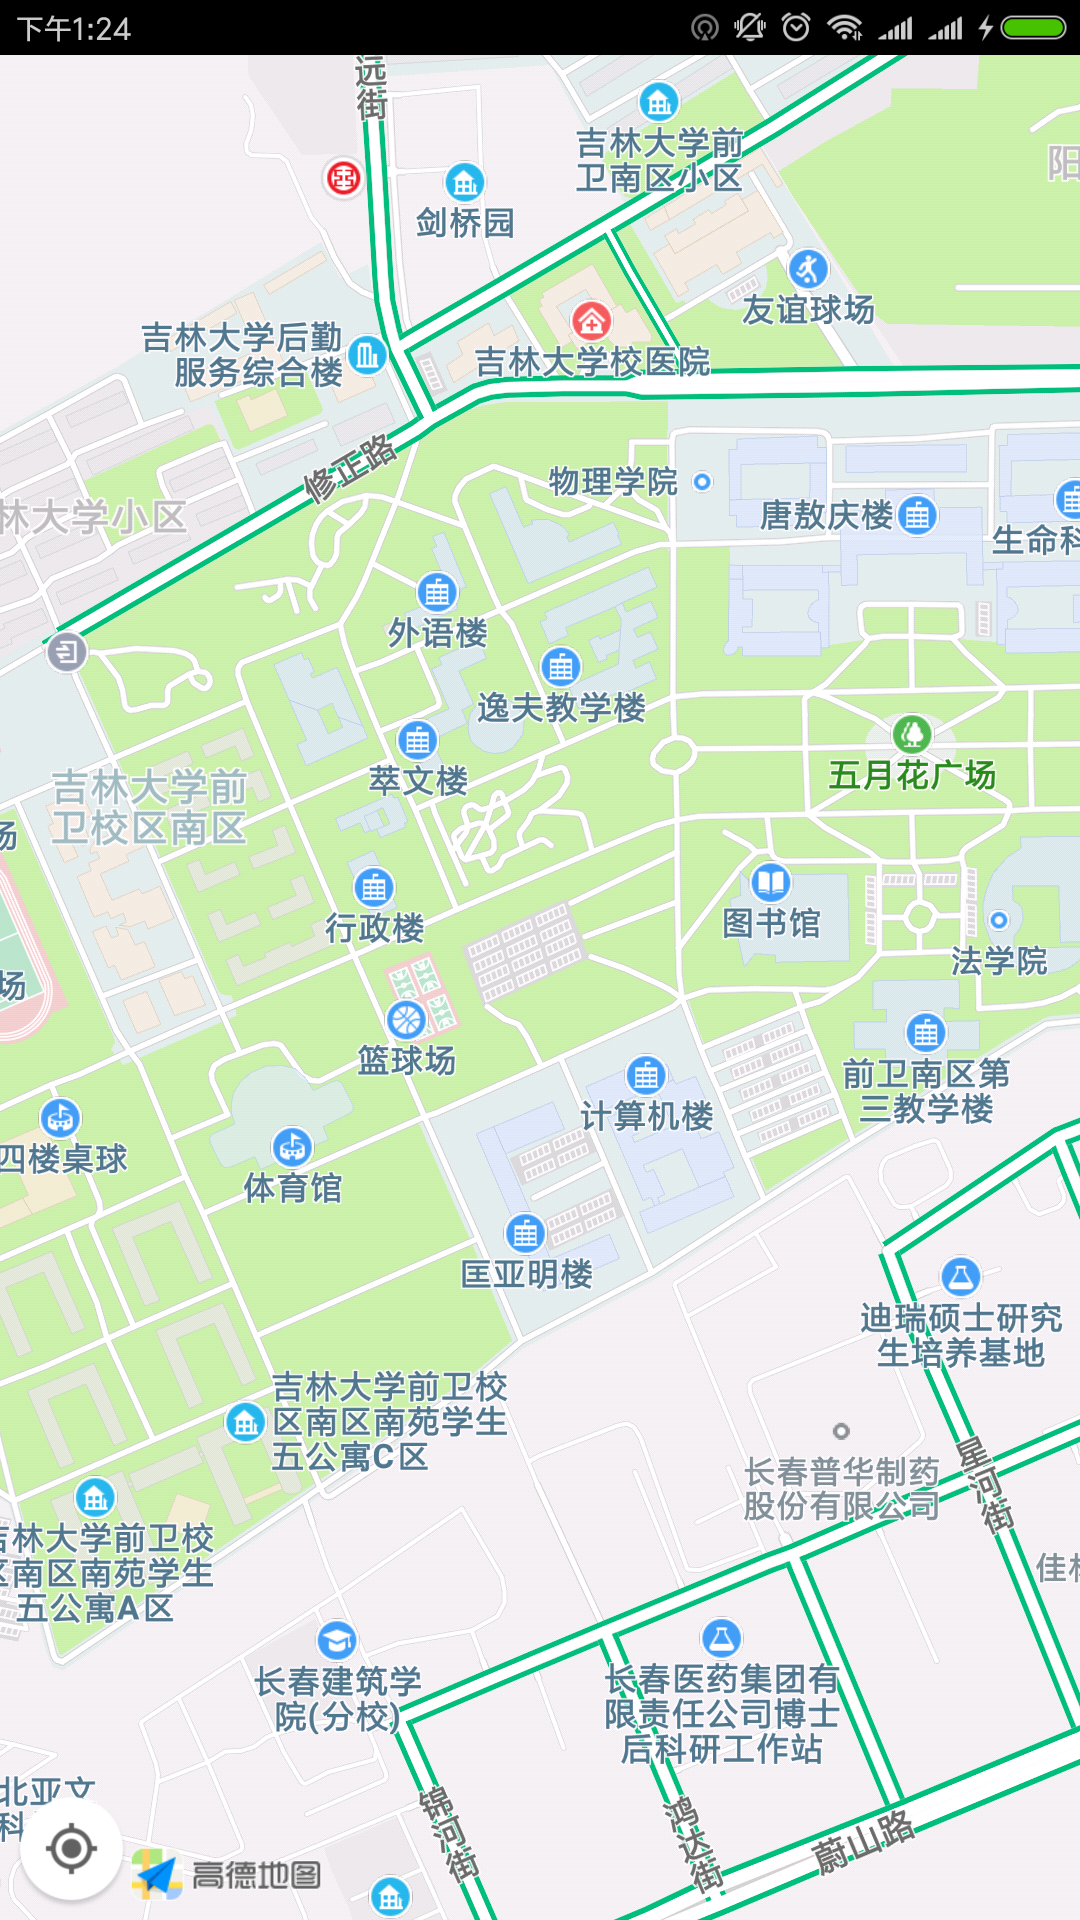 下午1:24
远街
吉林大学前
卫南区小区
阳
剑桥园
友谊球场
吉林大学后勤
服务综合楼
吉林大学校医院
修正路
物理学院
唐敖庆楼
林大学小区
生命科
外语楼
逸夫教学楼
萃文楼
五月花广场
吉林大学前
卫校区南区
场
行政楼
图书馆
法学院
场
篮球场
前卫南区第
三教学楼
计算机楼
四楼桌球
体育馆
匡亚明楼
迪瑞硕士研究
生培养基地
吉林大学前卫校
区南区南苑学生
五公寓C区
星河街
长春普华制药
股份有限公司
吉林大学前卫校
区南区南苑学生
五公寓A区
佳
长春建筑学
院(分校)
长春医药集团有
限责任公司博士
后科研工作站
北亚文
科
锦河街
鸿达街
蔚山路
高德地图